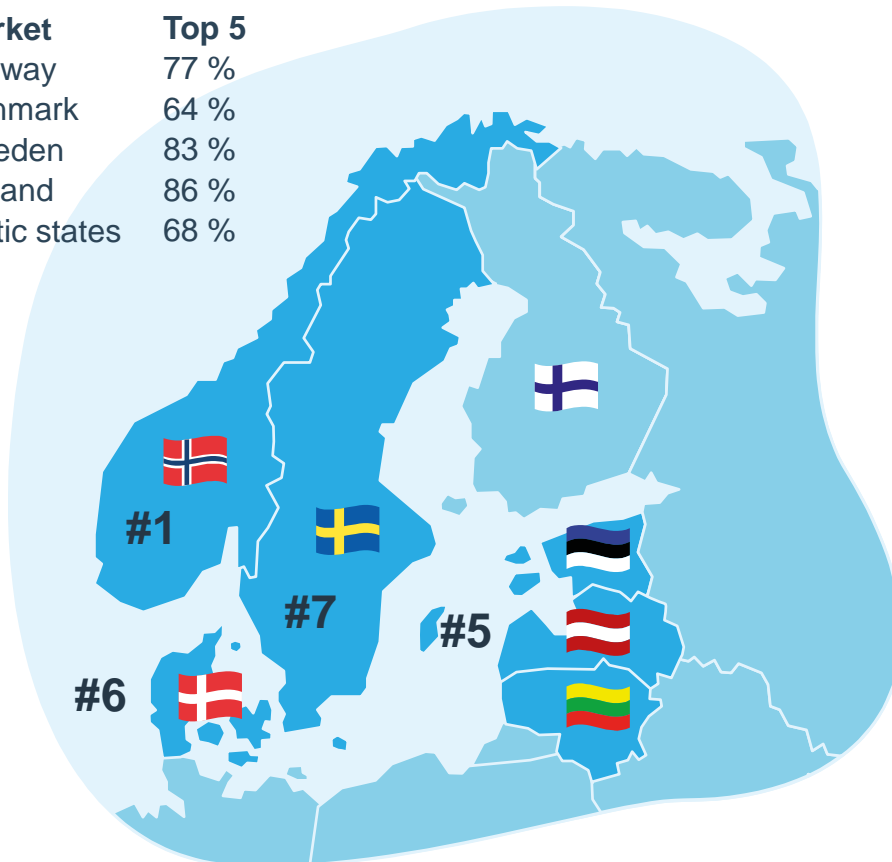 rket Top 5
way 77 %
nmark 64 %
eden 83 %
and 86 %
tic states 68 %
#1
#7
#5
#6